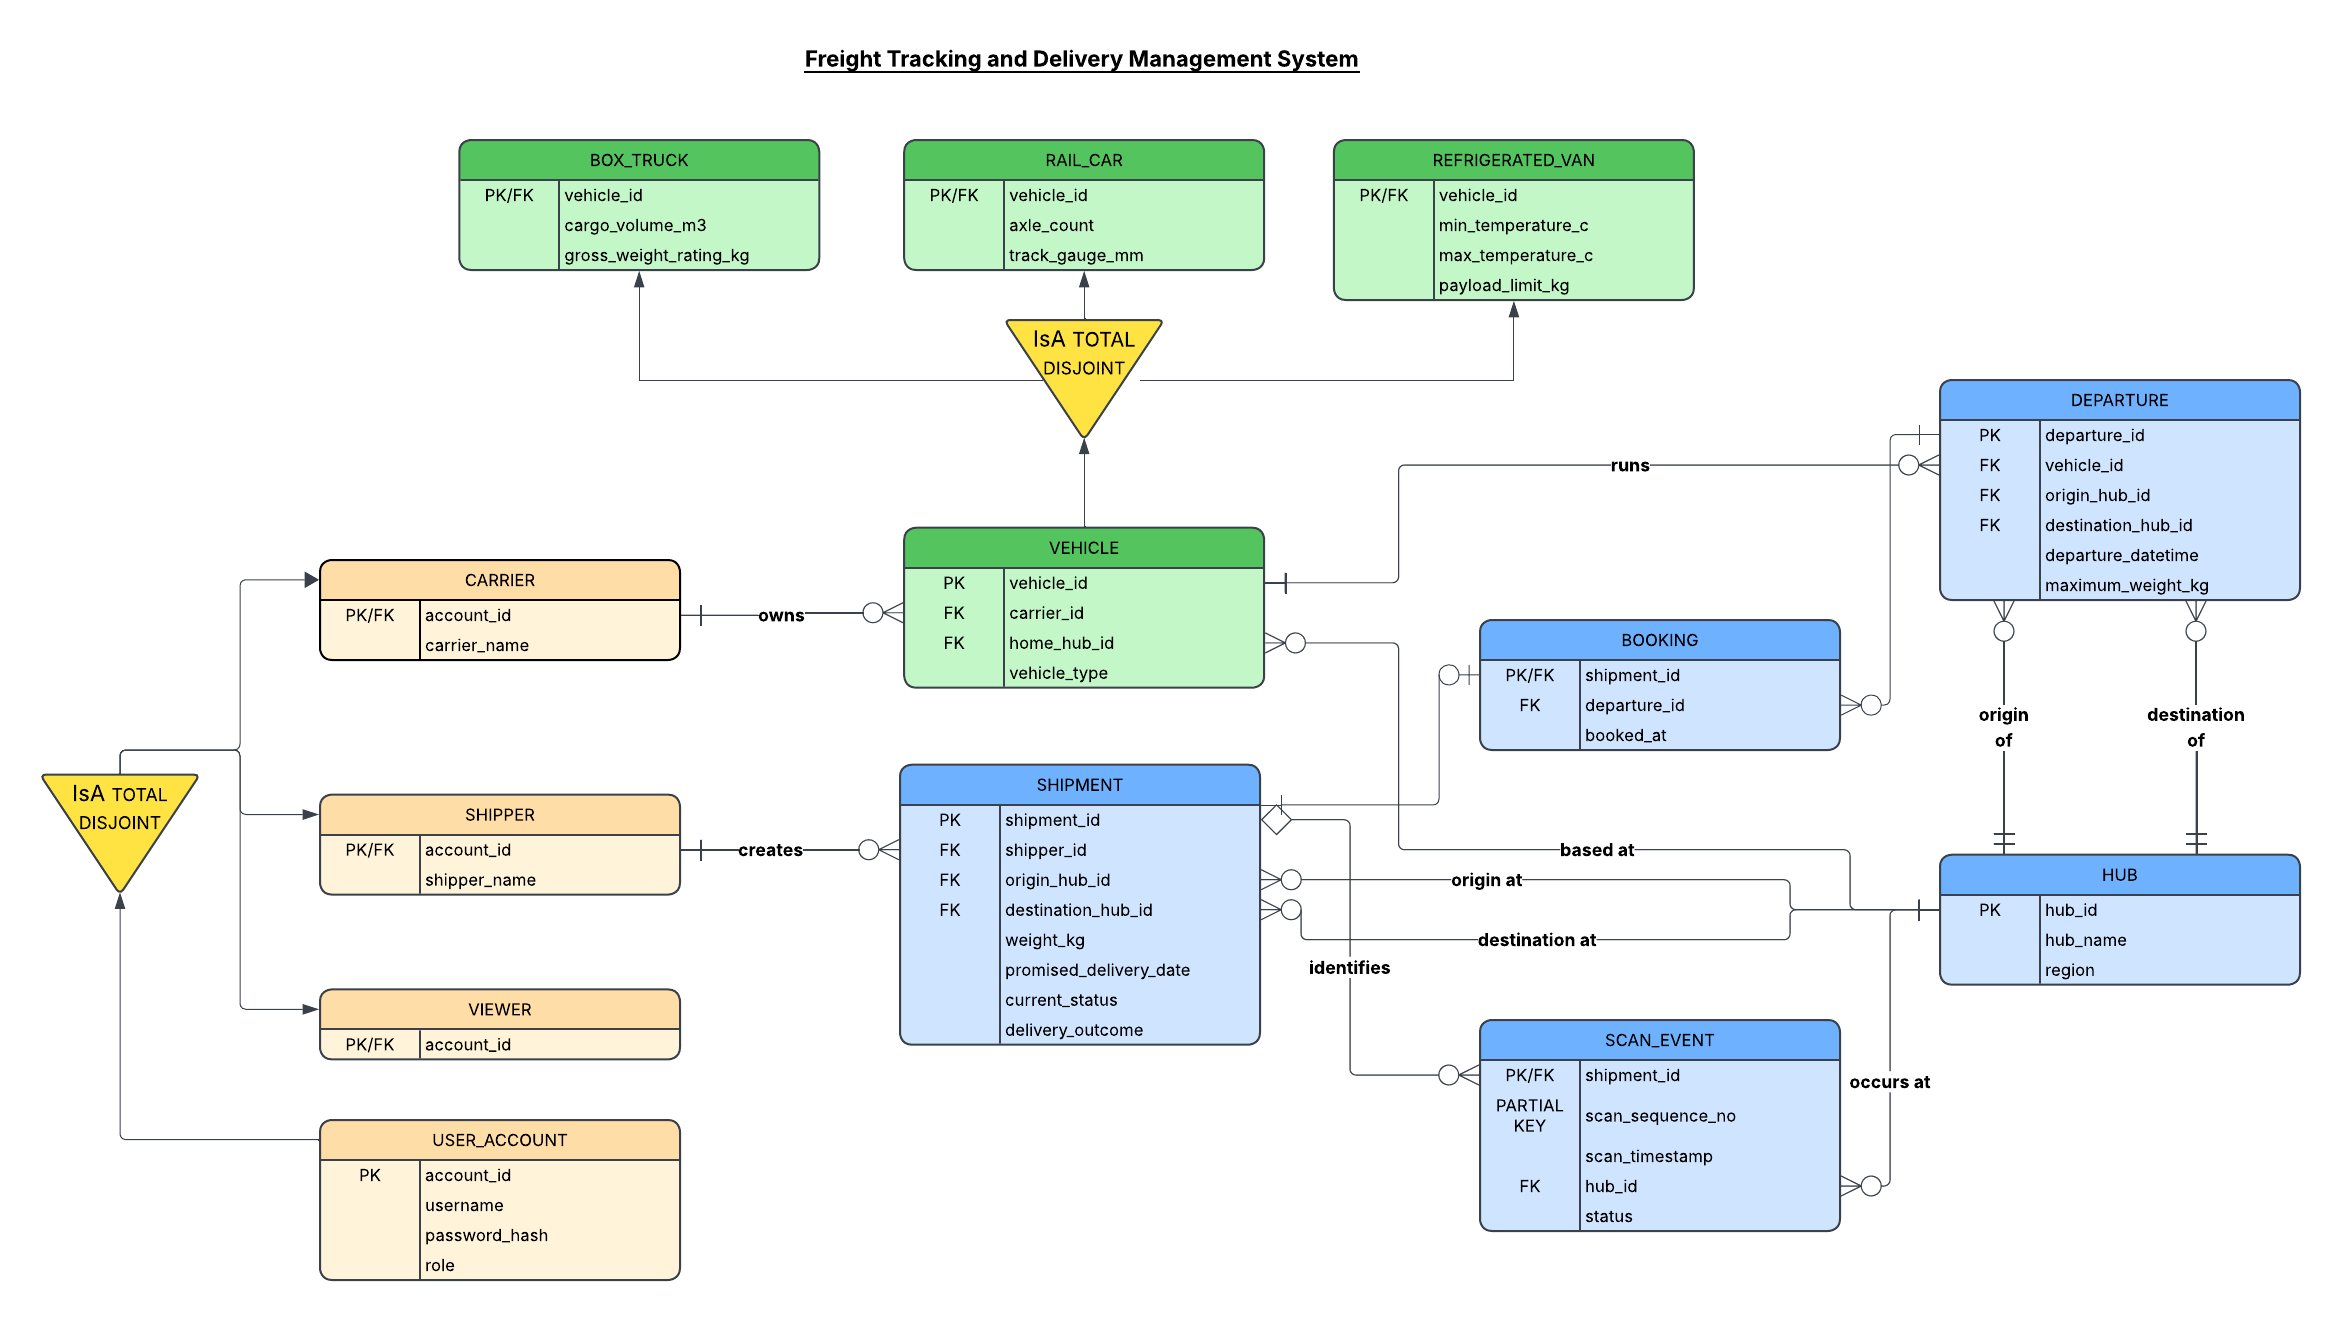 Freight Tracking and Delivery Management System
BOX_TRUCK
PK/FK vehicle_id
cargo_volume_m3
gross_weight_rating_kg
RAIL_CAR
PK/FK vehicle_id
axle_count
track_gauge_mm
REFRIGERATED_VAN
PK/FK vehicle_id
min_temperature_c
max_temperature_c
payload_limit_kg
IsA TOTAL
DISJOINT
DEPARTURE
PK departure_id
FK vehicle_id
FK origin_hub_id
FK destination_hub_id
departure_datetime
maximum_weight_kg
runs
VEHICLE
PK vehicle_id
FK carrier_id
FK home_hub_id
vehicle_type
CARRIER
PK/FK account_id
carrier_name
owns
BOOKING
PK/FK shipment_id
FK departure_id
booked_at
origin
of
destination
of
IsA TOTAL
DISJOINT
SHIPPER
PK/FK account_id
shipper_name
creates
SHIPMENT
PK shipment_id
FK shipper_id
FK origin_hub_id
FK destination_hub_id
weight_kg
promised_delivery_date
current_status
delivery_outcome
based at
origin at
destination at
identifies
HUB
PK hub_id
hub_name
region
VIEWER
PK/FK account_id
SCAN_EVENT
PK/FK shipment_id
PARTIAL
KEY scan_sequence_no
scan_timestamp
FK hub_id
status
occurs at
USER_ACCOUNT
PK account_id
username
password_hash
role